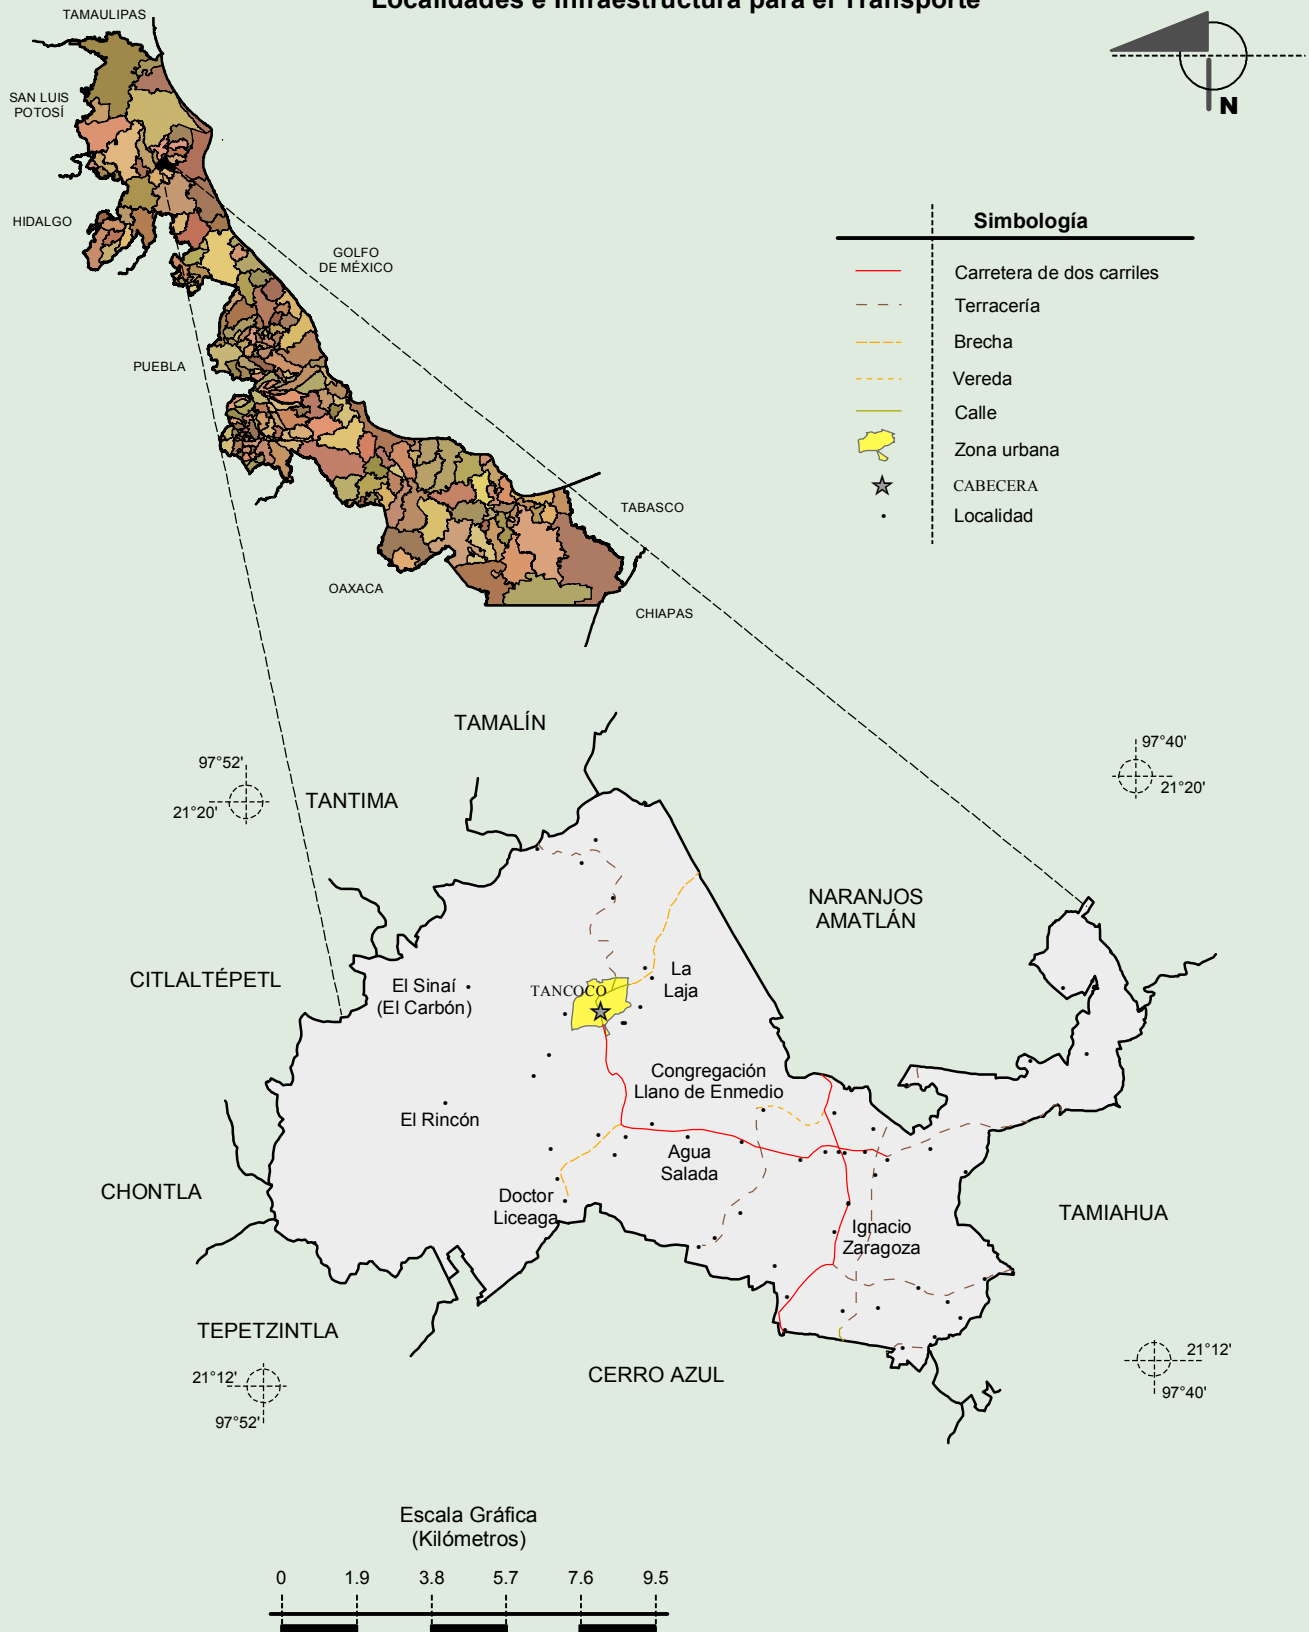 Localidades e Infraestructura para el Transporte
TAMAULIPAS
SAN LUIS
POTOSÍ
HIDALGO
GOLFO
DE MÉXICO
PUEBLA
TABASCO
OAXACA
CHIAPAS
N
Simbología
Carretera de dos carriles
Terracería
Brecha
Vereda
Calle
Zona urbana
CABECERA
Localidad
TAMALÍN
97°52'
21°20'
TANTIMA
97°40'
21°20'
NARANJOS
AMATLÁN
CITLALTÉPETL
El Sinaí
(El Carbón)
TANCOCO
La
Laja
Congregación
Llano de Enmedio
El Rincón
Agua
Salada
CHONTLA
Doctor
Liceaga
Ignacio
Zaragoza
TAMIAHUA
TEPETZINTLA
CERRO AZUL
21°12'
97°52'
21°12'
97°40'
Escala Gráfica
(Kilómetros)
0 1.9 3.8 5.7 7.6 9.5